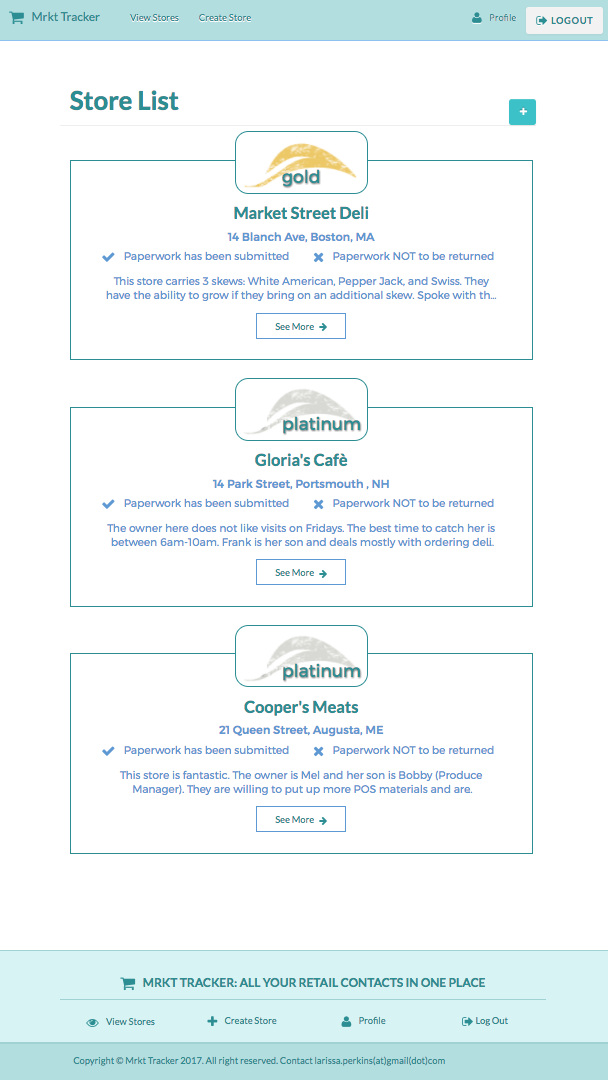 Mrkt Tracker View Stores Create Store Profile LOGOUT
Store List
+
gold
Market Street Deli
14 Blanch Ave, Boston, MA
Paperwork has been submitted Paperwork NOT to be returned
This store carries 3 skews: White American, Pepper Jack, and Swiss. They
have the ability to grow if they bring on an additional skew. Spoke with th...
See More
platinum
Gloria's Cafè
14 Park Street, Portsmouth , NH
Paperwork has been submitted Paperwork NOT to be returned
The owner here does not like visits on Fridays. The best time to catch her is
between 6am-10am. Frank is her son and deals mostly with ordering deli.
See More
platinum
Cooper's Meats
21 Queen Street, Augusta, ME
Paperwork has been submitted Paperwork NOT to be returned
This store is fantastic. The owner is Mel and her son is Bobby (Produce
Manager). They are willing to put up more POS materials and are.
See More
MRKT TRACKER: ALL YOUR RETAIL CONTACTS IN ONE PLACE
View Stores Create Store Profile Log Out
Copyright © Mrkt Tracker 2017. All right reserved. Contact larissa.perkins(at)gmail(dot)com